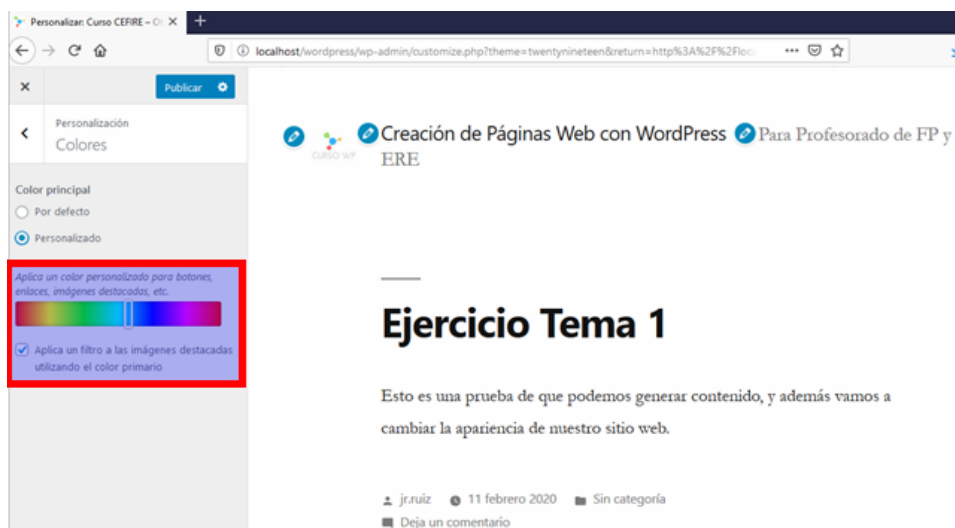 Personalizar: Curso CEFIRE – O
localhost/wordpress/wp-admin/customize.php?theme=twentynineteen&return=http%3A%2F%2Floc
Publicar
Personalización
Colores
Color principal
Por defecto
Personalizado
Aplica un color personalizado para botones,
enlaces, imágenes destacadas, etc.
Aplica un filtro a las imágenes destacadas
utilizando el color primario
CURSO WP
Creación de Páginas Web con WordPress Para Profesorado de FP y
ERE
Ejercicio Tema 1
Esto es una prueba de que podemos generar contenido, y además vamos a
cambiar la apariencia de nuestro sitio web.
jr.ruiz 11 febrero 2020 Sin categoría
Deja un comentario